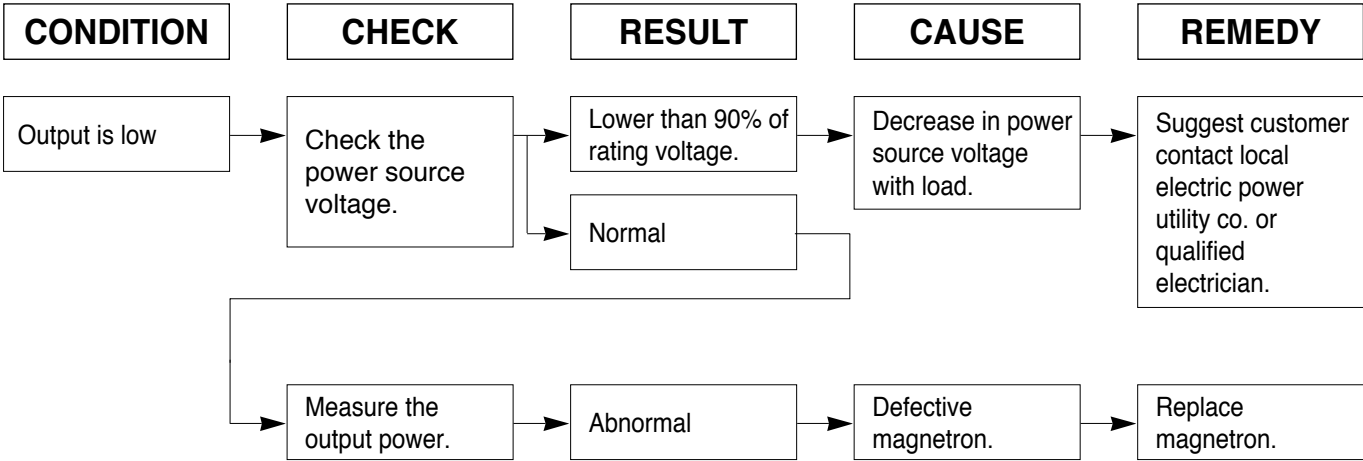 CONDITION
CHECK
RESULT
CAUSE
REMEDY
Output is low
Check the
power source
voltage.
Lower than 90% of
rating voltage.
Decrease in power
source voltage
with load.
Suggest customer
contact local
electric power
utility co. or
qualified
electrician.
Normal
Measure the
output power.
Abnormal
Defective
magnetron.
Replace
magnetron.